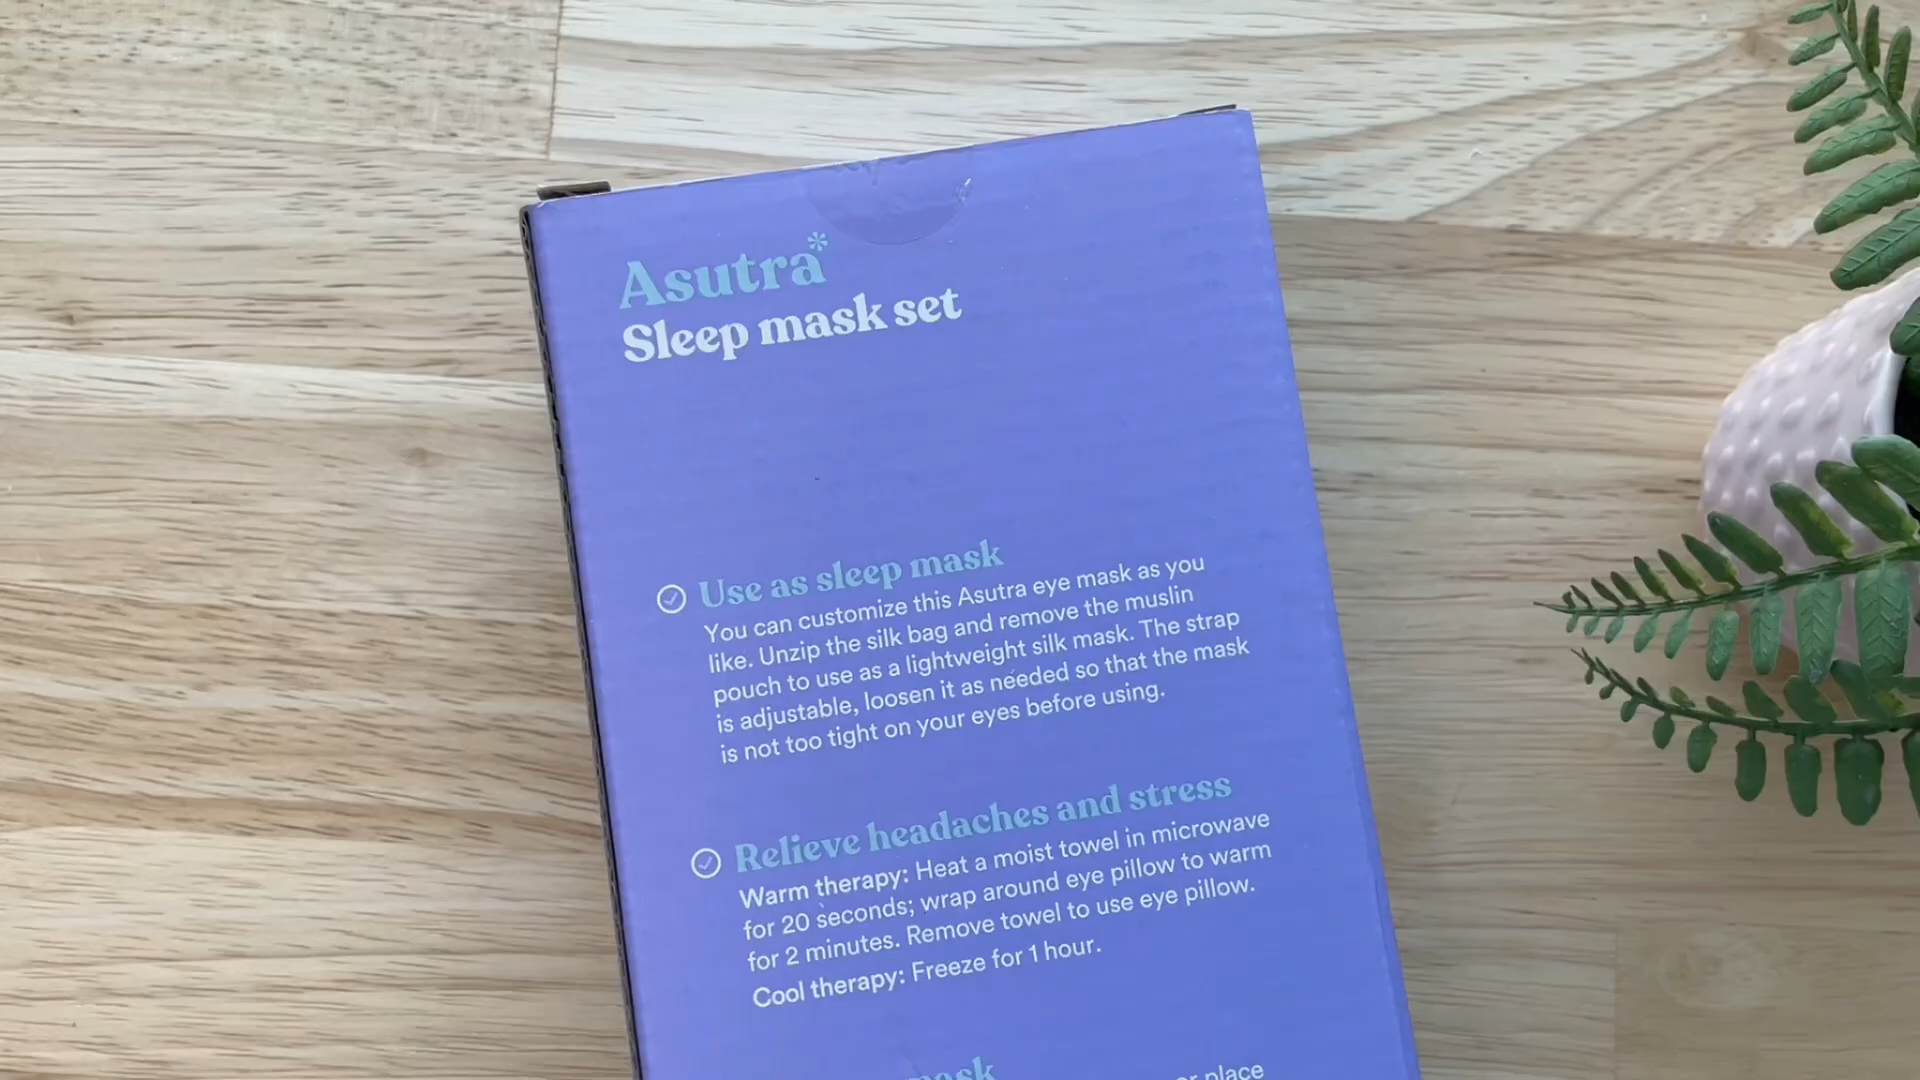 Asutra*
Sleep mask set
Use as sleep mask
You can customize this Asutra eye mask as you
like. Unzip the silk bag and remove the muslin
pouch to use as a lightweight silk mask. The strap
is adjustable, loosen it as needed so that the mask
is not too tight on your eyes before using.
Relieve headaches and stress
Warm therapy: Heat a moist towel in microwave
for 20 seconds; wrap around eye pillow to warm
for 2 minutes. Remove towel to use eye pillow.
Cool therapy: Freeze for 1 hour.
mask
or place